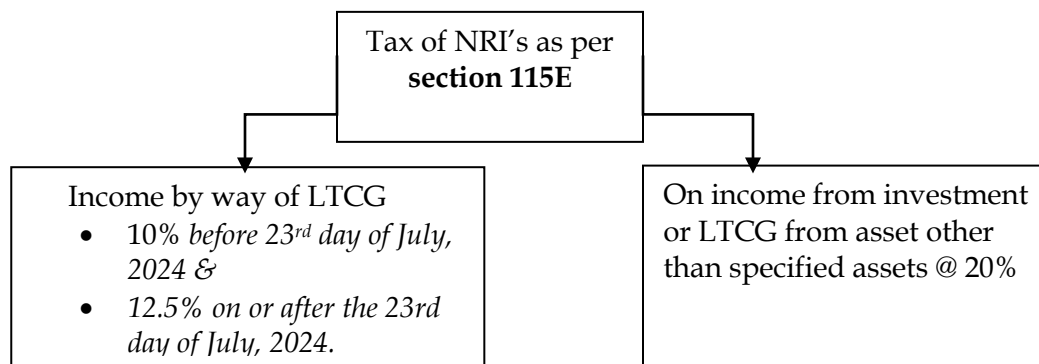 Tax of NRI's as per
section 115E
Income by way of LTCG
• 10% before 23rd day of July,
2024 &
• 12.5% on or after the 23rd
day of July, 2024.
On income from investment
or LTCG from asset other
than specified assets @ 20%